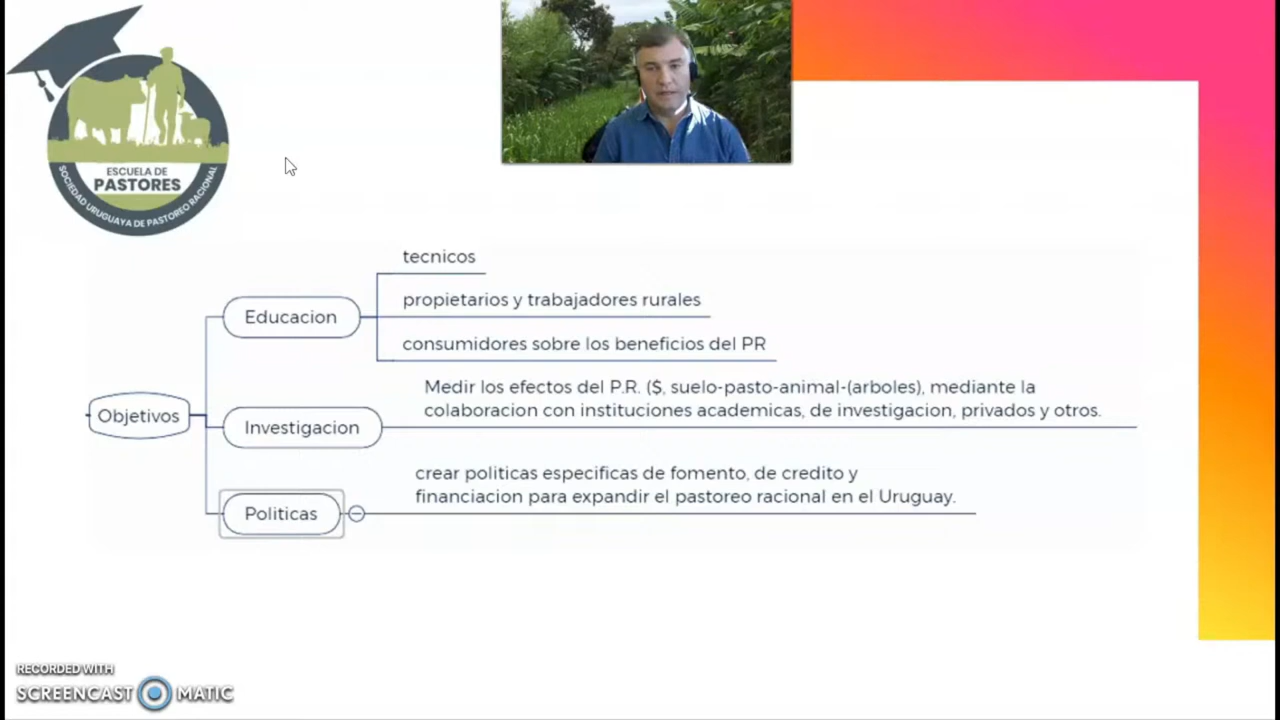 ESCUELA DE
PASTORES
SOCIEDAD URUGUAYA DE PASTOREO RACIONAL
tecnicos
propietarios y trabajadores rurales
Educacion
consumidores sobre los beneficios del PR
Medir los efectos del P.R. ($, suelo-pasto-animal-(arboles), mediante la
colaboracion con instituciones academicas, de investigacion, privados y otros.
Objetivos
Investigacion
crear politicas especificas de fomento, de credito y
financiacion para expandir el pastoreo racional en el Uruguay.
Politicas
RECORDED WITH
SCREENCAST MATIC